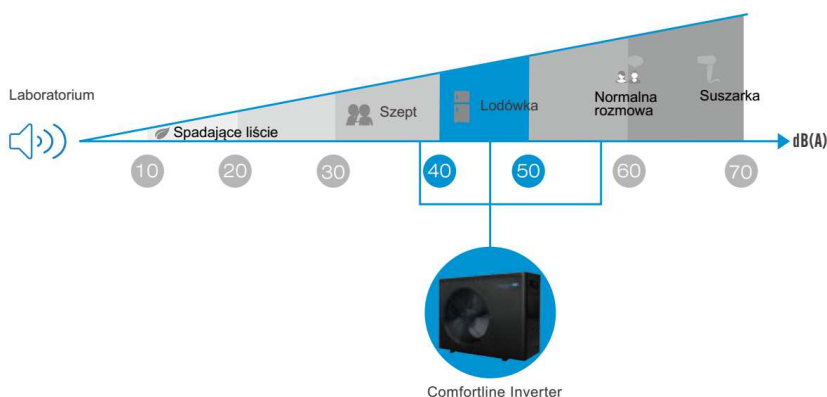 Laboratorium
Spadające liście
Szept
Lodówka
Normalna
rozmowa
Suszarka
dB(A)
10
20
30
40
50
60
70
Comfortline Inverter